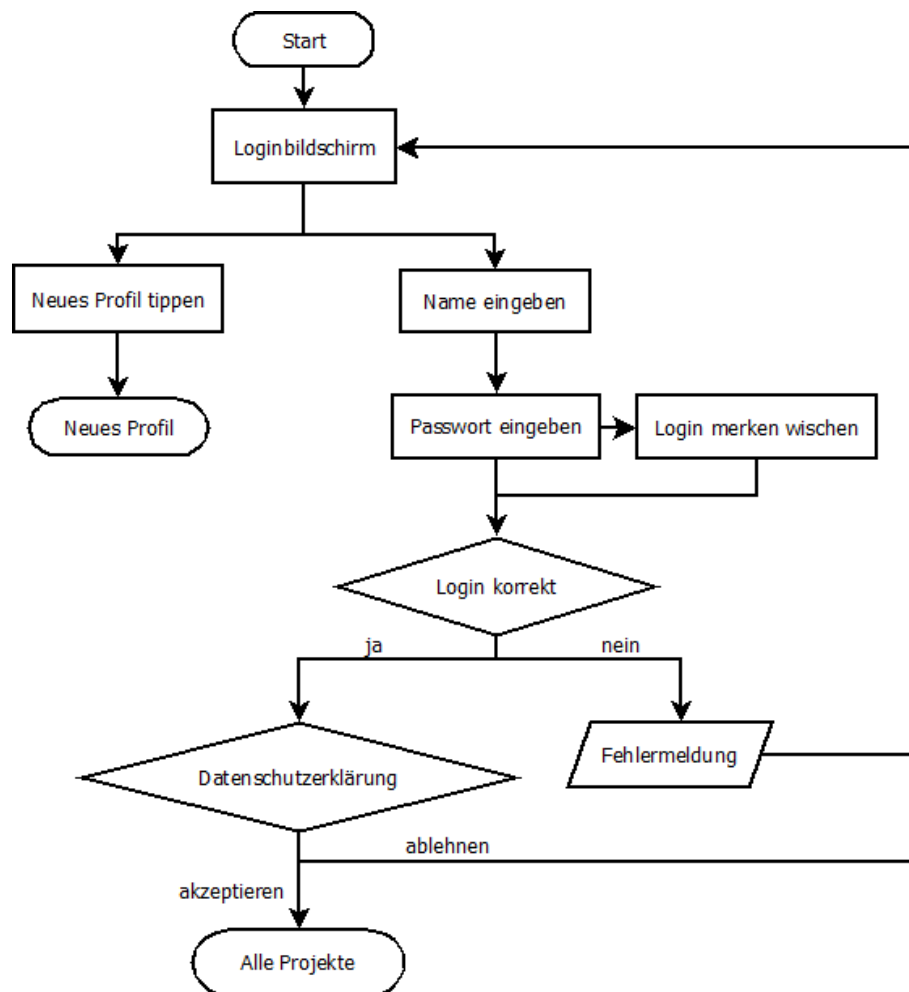 Start
Loginbildschirm
Neues Profil tippen
Name eingeben
Neues Profil
Passwort eingeben
Login merken wischen
Login korrekt
ja
nein
Datenschutzerklärung
Fehlermeldung
ablehnen
akzeptieren
Alle Projekte